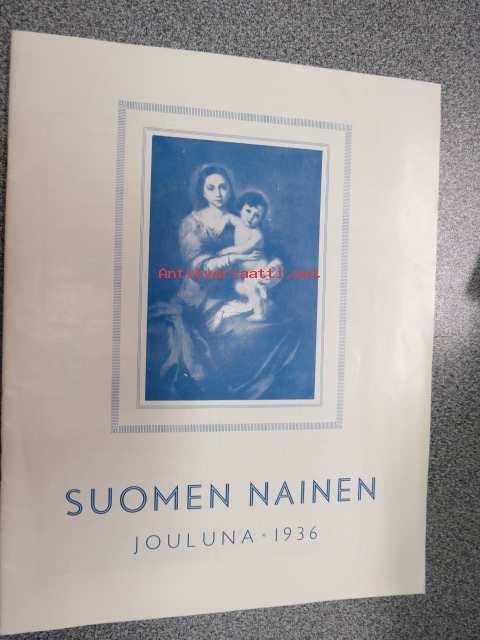 Antikvariaatti.net
SUOMEN NAINEN
JOULUNA • 1936